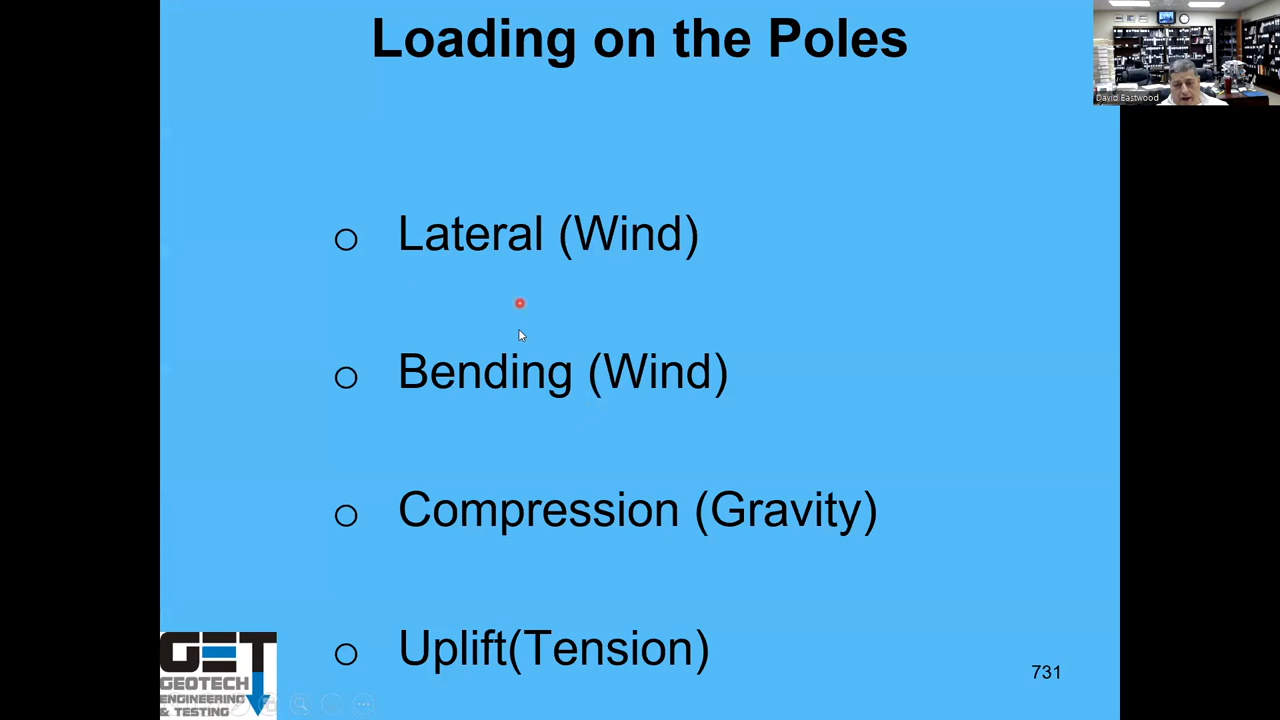 Loading on the Poles
David Eastwood
o Lateral (Wind)
o Bending (Wind)
o Compression (Gravity)
o Uplift(Tension)
731
GET
GEOTECH
ENGINEERING
& TESTING